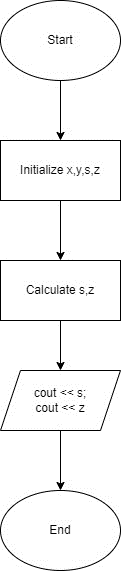 Start
Initialize x,y,s,z
Calculate s,z
cout << s;
cout << z
End